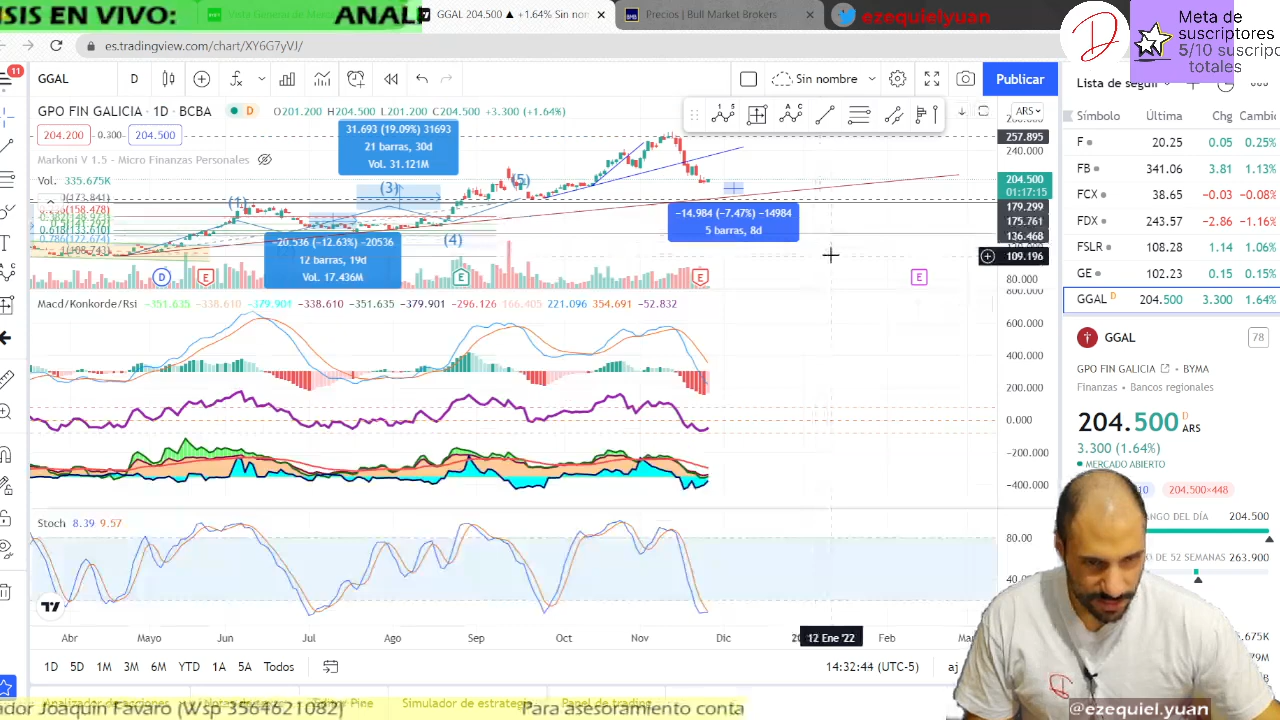 SIS EN VIVO:
ANALI
GGAL 204.500 ▲ +1.64% Sin non
Precios | Bull Market Brokers
ezequielyuan
Meta de
suscriptores
5/10 suscripc
totales
es.tradingview.com/chart/XY6G7yVJ/
11
GGAL
D
Sin nombre
Publicar
Lista de seguir
GPO FIN GALICIA · 1D · BCBA
D
O201.200 H204.500 L201.200 C204.500 +3.300 (+1.64%)
204.200
0.300
204.500
Markoni V 1.5 - Micro Finanzas Personales
Vol. 335.675K
31.693 (19.09%) 31693
21 barras, 30d
Vol. 31.121M
ARS
257.895
240.000
204.500
01:17:15
179.299
175.761
136.468
109.196
80.000
(1)
(3)
(5)
(4)
-14.984 (-7.47%) -14984
5 barras, 8d
20.536 (-12.63%) -20536
12 barras, 19d
Vol. 17.436M
D
E
E
E
E
Símbolo
Última
Chg
Cambic
F
20.25
0.05
0.25%
FB
341.06
3.81
1.13%
FCX
38.65
-0.03
-0.08%
FDX
243.57
-2.86
-1.16%
FSLR
108.28
1.14
1.06%
GE
102.23
0.15
0.15%
GGAL D
204.500
3.300
1.64%
Macd/Konkorde/Rsi -151.635 -338.610 -379.901 -338.610 -351.635 -379.901 -296.126 166.405 221.096 354.691 -52.832
600.000
400.000
200.000
0.000
-200.000
-400.000
GGAL
78
GPO FIN GALICIA
BYMA
Finanzas
Bancos regionales
204.500 D
ARS
3.300 (1.64%)
MERCADO ABIERTO
204.500×448
204.500
263.900
Stoch 8.39 9.57
80.00
Abr
Mayo
Jun
Jul
Ago
Sep
Oct
Nov
Dic
12 Ene '22
Feb
1D
5D
1M
3M
6M
YTD
1A
5A
Todos
14:32:44 (UTC-5)
Simulador de estrategia
Panel de trading
ador Joaquin Favaro (Wsp 3564621082)
Para asesoramiento conta
@ezequiel.yuan